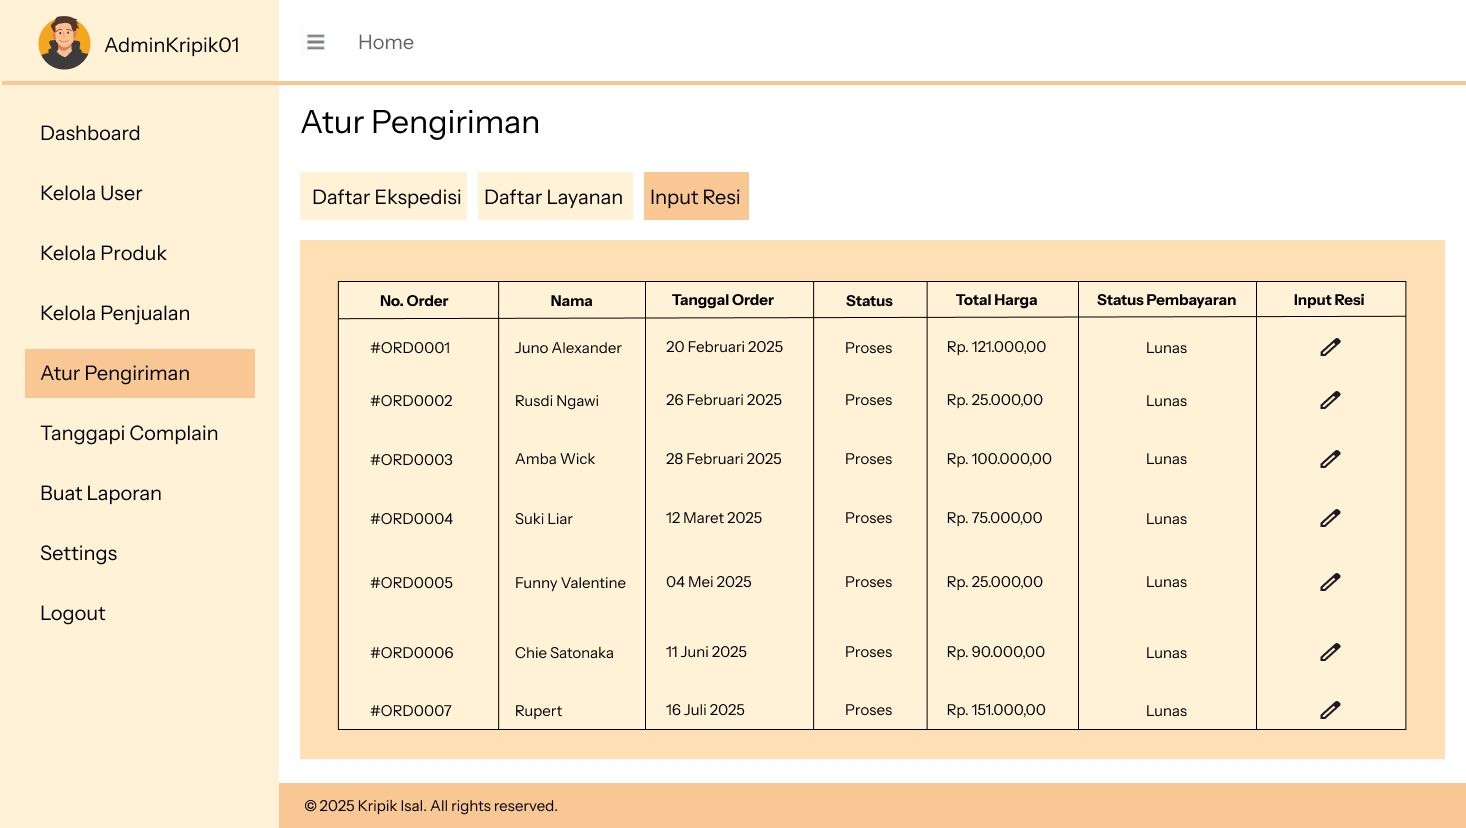 AdminKripik01
Home
Dashboard
Kelola User
Kelola Produk
Kelola Penjualan
Atur Pengiriman
Tanggapi Complain
Buat Laporan
Settings
Logout
Atur Pengiriman
Daftar Ekspedisi Daftar Layanan Input Resi
No. Order Nama Tanggal Order Status Total Harga Status Pembayaran Input Resi
#ORD0001 Juno Alexander 20 Februari 2025 Proses Rp. 121.000,00 Lunas
#ORD0002 Rusdi Ngawi 26 Februari 2025 Proses Rp. 25.000,00 Lunas
#ORD0003 Amba Wick 28 Februari 2025 Proses Rp. 100.000,00 Lunas
#ORD0004 Suki Liar 12 Maret 2025 Proses Rp. 75.000,00 Lunas
#ORD0005 Funny Valentine 04 Mei 2025 Proses Rp. 25.000,00 Lunas
#ORD0006 Chie Satonaka 11 Juni 2025 Proses Rp. 90.000,00 Lunas
#ORD0007 Rupert 16 Juli 2025 Proses Rp. 151.000,00 Lunas
© 2025 Kripik Isal. All rights reserved.